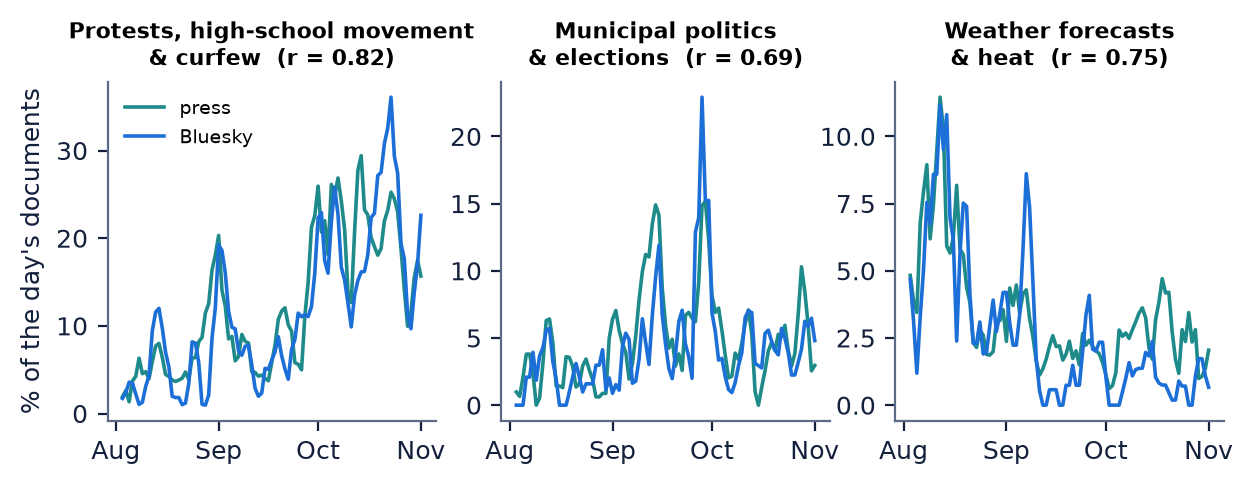 Protests, high-school movement
& curfew  (r = 0.82)
Municipal politics
& elections  (r = 0.69)
Weather forecasts
& heat  (r = 0.75)
% of the day's documents
press
Bluesky
30
20
10
0
Aug Sep Oct Nov
20
15
10
5
0
Aug Sep Oct Nov
10.0
7.5
5.0
2.5
0.0
Aug Sep Oct Nov